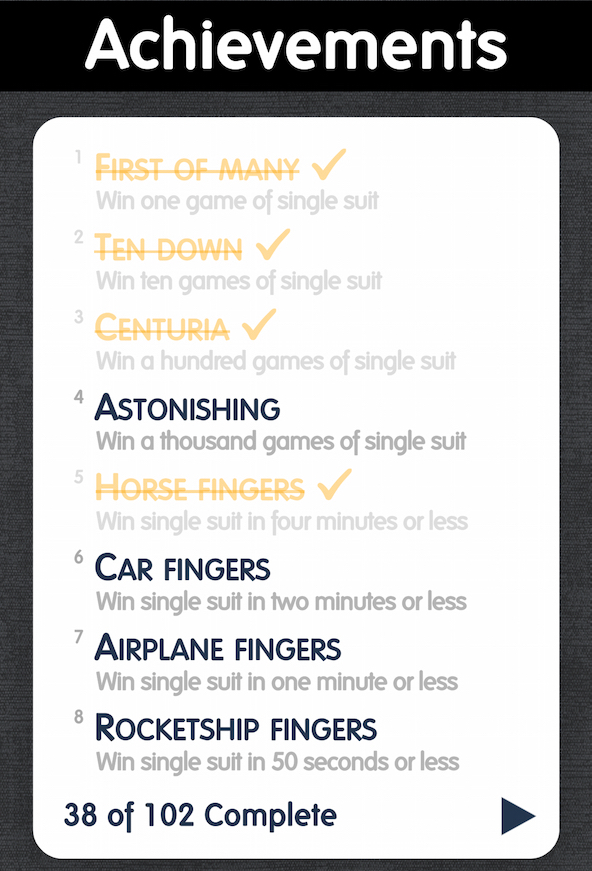 Achievements
1 First of many ✓
Win one game of single suit
2 Ten down ✓
Win ten games of single suit
3 Centuria ✓
Win a hundred games of single suit
4 Astonishing
Win a thousand games of single suit
5 Horse fingers ✓
Win single suit in four minutes or less
6 Car fingers
Win single suit in two minutes or less
7 Airplane fingers
Win single suit in one minute or less
8 Rocketship fingers
Win single suit in 50 seconds or less
38 of 102 Complete